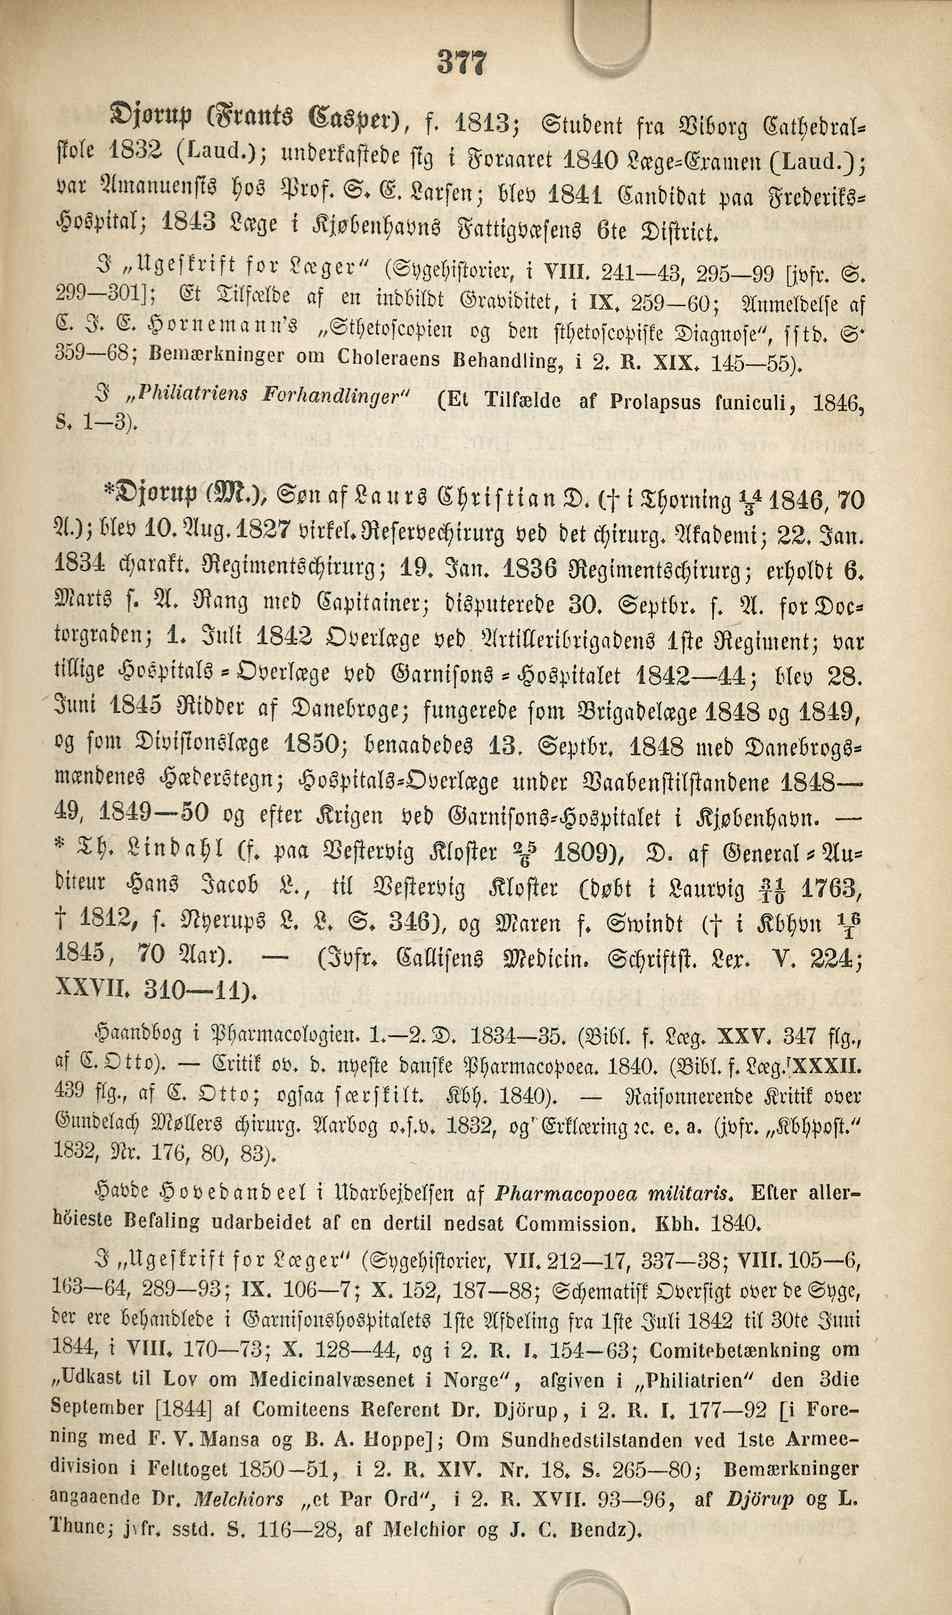 377
Djorup (Frants Casper), f. 1813; Student fra Viborg Cathedral-
skole 1832 (Laud.); underkastede sig i Foraaret 1840 Læge-Examen (Laud.);
var Amanuensis hos Prof. S. E. Larsen; blev 1841 Candidat paa Frederiks-
Hospital; 1843 Læge i Kjøbenhavns Fattigvæsens 6te District.
I „Ugeskrift for Læger“ (Sygehistorier, i VIII. 241—43, 295—99 [jvfr. S.
299—301]; Et Tilfælde af en indbildt Graviditet, i IX. 259—60; Anmeldelse af
C. J. E. Hornemann's „Sthetoscopien og den sthetoscopiske Diagnose“, sstd. S.
359—68; Bemærkninger om Choleraens Behandling, i 2. R. XIX. 145—55).
I „Philiatriens Forhandlinger“ (Et Tilfælde af Prolapsus funiculi, 1846,
S. 1—3).
*Djorup (M.), Søn af Laurs Christian D. († i Thorning 14/3 1846, 70
A.); blev 10. Aug. 1827 virkel. Reservechirurg ved det chirurg. Akademi; 22. Jan.
1834 charakt. Regimentschirurg; 19. Jan. 1836 Regimentschirurg; erholdt 6.
Marts s. A. Rang med Capitainer; disputerede 30. Septbr. s. A. for Doc-
torgraden; 1. Juli 1842 Overlæge ved Artilleribrigadens 1ste Regiment; var
tillige Hospitals-Overlæge ved Garnisons-Hospitalet 1842—44; blev 28.
Juni 1845 Ridder af Danebroge; fungerede som Brigadelæge 1848 og 1849,
og som Divisionslæge 1850; benaadedes 13. Septbr. 1848 med Danebrogs-
mændenes Hæderstegn; Hospitals-Overlæge under Vaabenstilstandene 1848—
49, 1849—50 og efter Krigen ved Garnisons-Hospitalet i Kjøbenhavn. —
* Th. Lindahl (f. paa Vestervig Kloster 25/6 1809), D. af General-Au-
diteur Hans Jacob L., til Vestervig Kloster (døbt i Laurvig 31/10 1763,
† 1812, s. Nyerups L. L. S. 346), og Maren f. Swindt († i Kbhvn 16/1
1845, 70 Aar). — (Jvfr. Callisens Medicin. Schriftst. Lex. V. 224;
XXVII. 310—11).
Haandbog i Pharmacologien. 1.—2. D. 1834—35. (Bibl. f. Læg. XXV. 347 flg.,
af C. Otto). — Critik ov. d. nyeste danske Pharmacopoea. 1840. (Bibl. f. Læg. XXXII.
439 flg., af C. Otto; ogsaa særskilt. Kbh. 1840). — Raisonnerende Kritik over
Gundelach Møllers chirurg. Aarbog o.s.v. 1832, og Erklæring ꝛc. e. a. (jvfr. „Kbhpost.“
1832, Nr. 176, 80, 83).
Havde Hovedandeel i Udarbejdelsen af Pharmacopoea militaris. Efter aller-
höieste Befaling udarbeidet af en dertil nedsat Commission. Kbh. 1840.
I „Ugeskrift for Læger“ (Sygehistorier, VII. 212—17, 337—38; VIII. 105—6,
163—64, 289—93; IX. 106—7; X. 152, 187—88; Schematisk Oversigt over de Syge,
der ere behandlede i Garnisonshospitalets 1ste Afdeling fra 1ste Juli 1842 til 30te Juni
1844, i VIII. 170—73; X. 128—44, og i 2. R. I. 154—63; Comitebetænkning om
„Udkast til Lov om Medicinalvæsenet i Norge“, afgiven i „Philiatrien“ den 3die
September [1844] af Comiteens Referent Dr. Djörup, i 2. R. I. 177—92 [i Fore-
ning med F. V. Mansa og B. A. Hoppe]; Om Sundhedstilstanden ved 1ste Armee-
division i Felttoget 1850—51, i 2. R. XIV. Nr. 18. S. 265—80; Bemærkninger
angaaende Dr. Melchiors „et Par Ord“, i 2. R. XVII. 93—96, af Djörup og L.
Thune; jvfr. sstd. S. 116—28, af Melchior og J. C. Bendz).